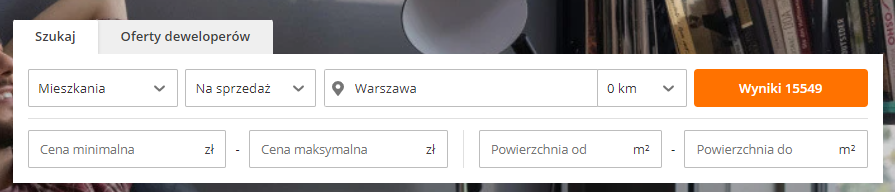 Szukaj Oferty deweloperów
Mieszkania Na sprzedaż Warszawa 0 km Wyniki 15549
Cena minimalna zł - Cena maksymalna zł Powierzchnia od m² - Powierzchnia do m²
OSHO